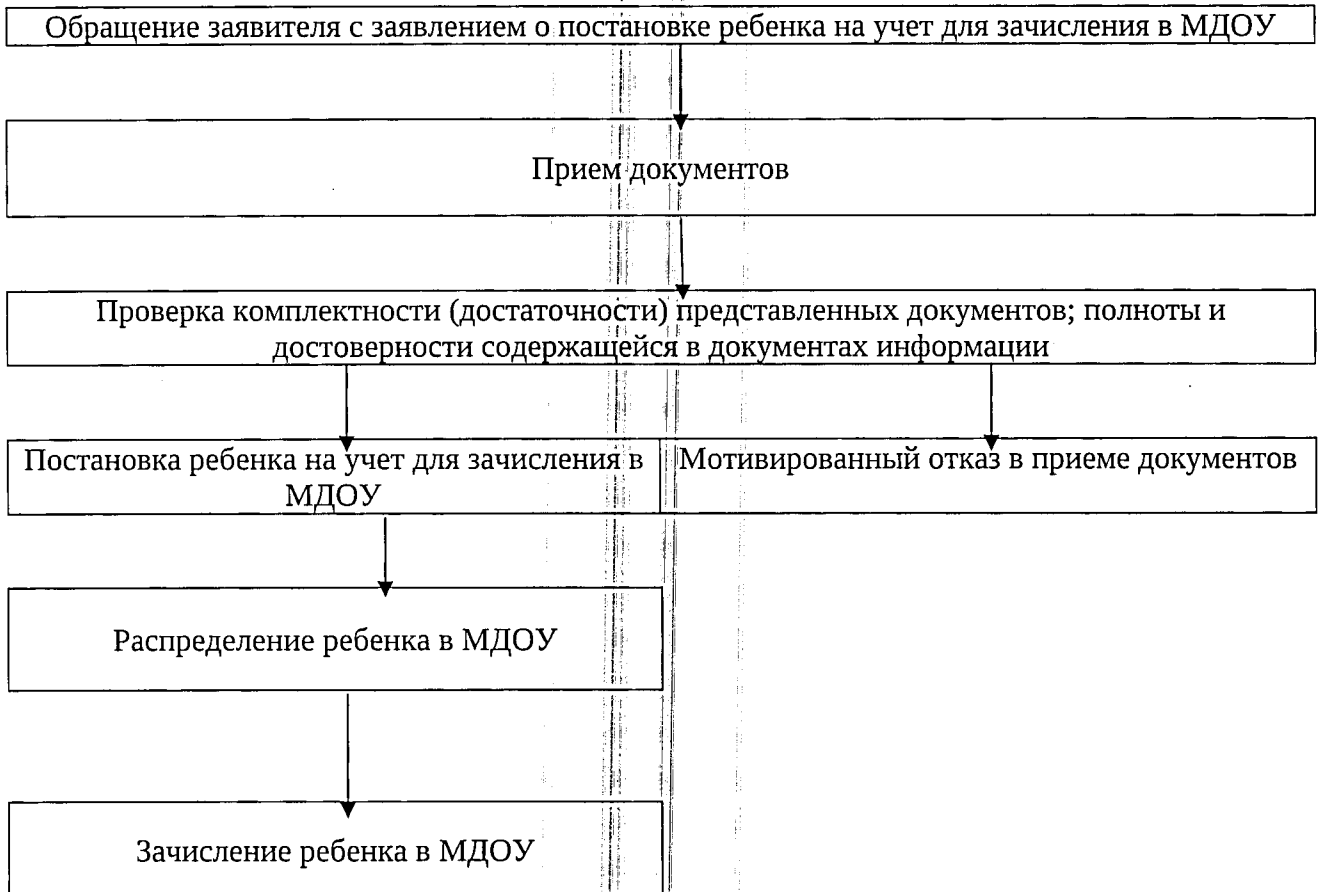 Обращение заявителя с заявлением о постановке ребенка на учет для зачисления в МДОУ
Прием документов
Проверка комплектности (достаточности) представленных документов; полноты и
достоверности содержащейся в документах информации
Постановка ребенка на учет для зачисления в
МДОУ
Мотивированный отказ в приеме документов
Распределение ребенка в МДОУ
Зачисление ребенка в МДОУ